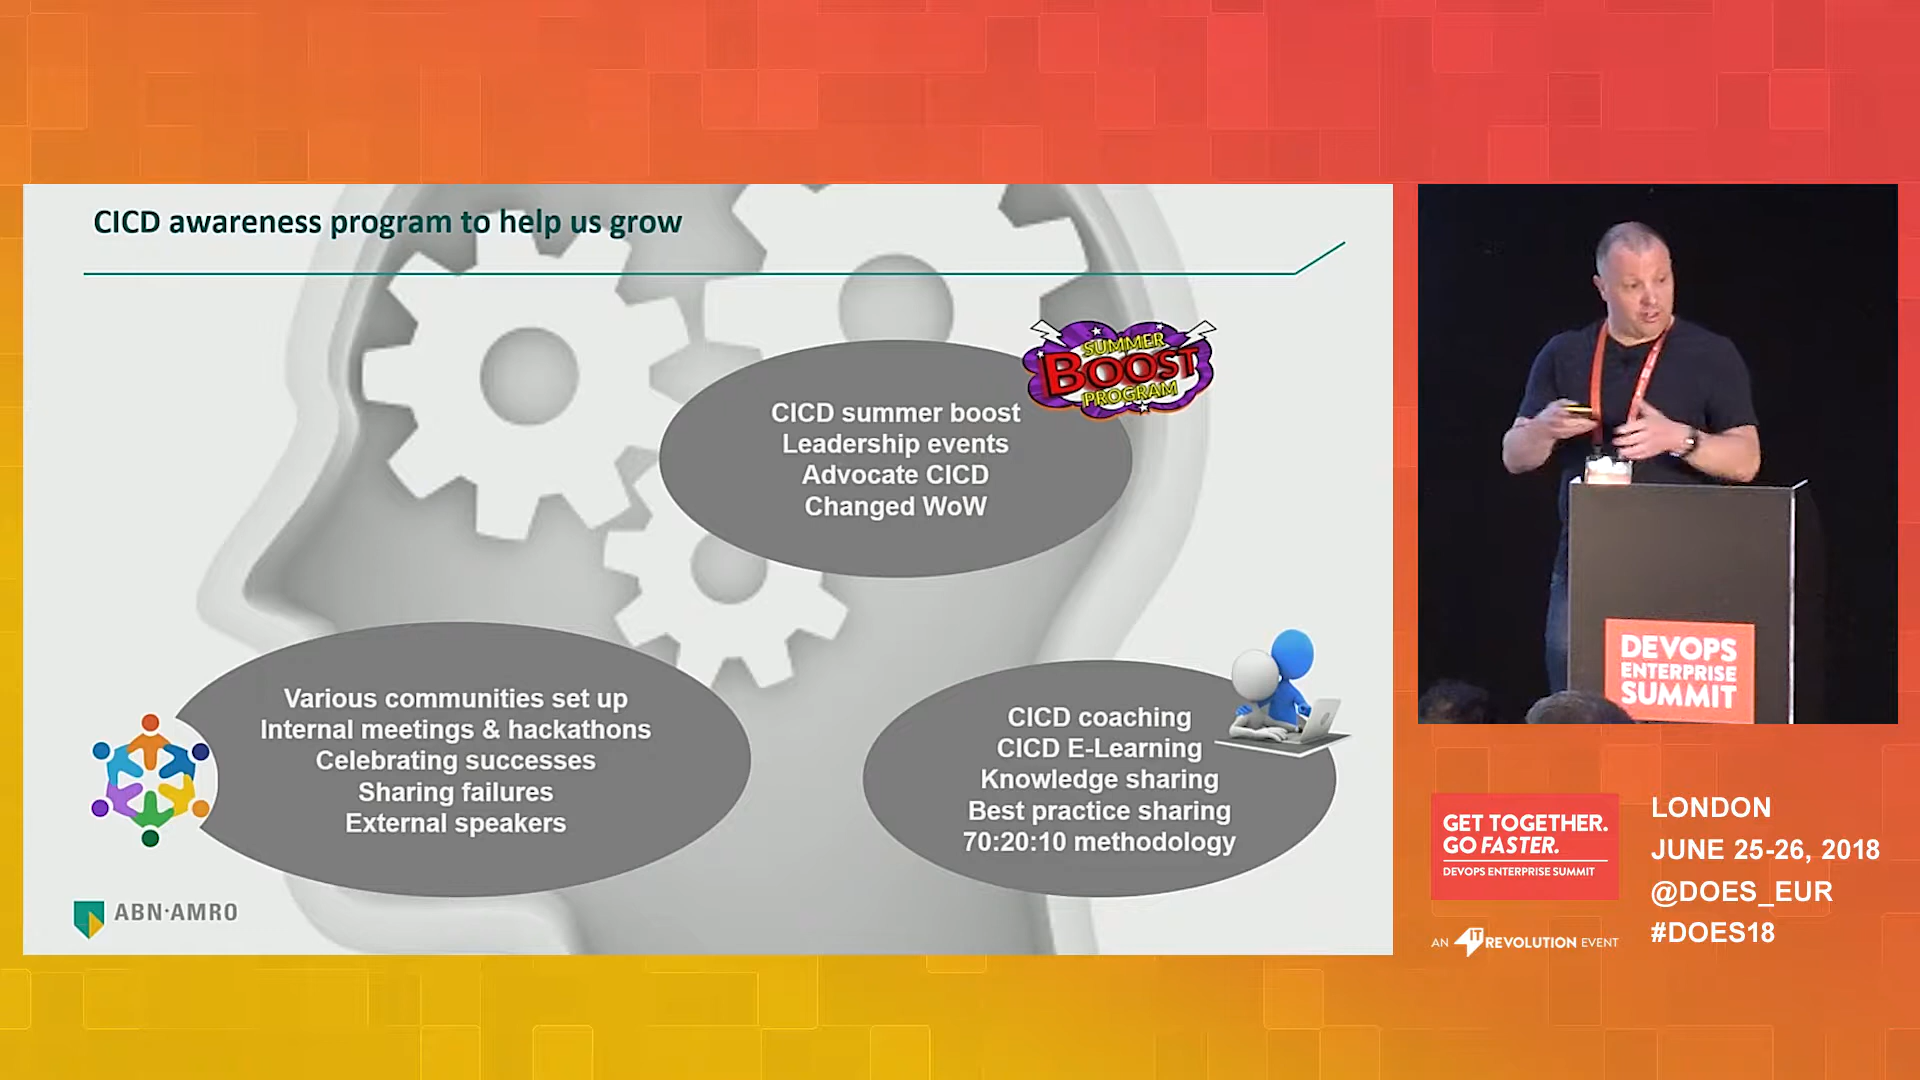 CICD awareness program to help us grow
SUMMER
BOOST
PROGRAM
CICD summer boost
Leadership events
Advocate CICD
Changed WoW
Various communities set up
Internal meetings & hackathons
Celebrating successes
Sharing failures
External speakers
CICD coaching
CICD E-Learning
Knowledge sharing
Best practice sharing
70:20:10 methodology
ABN·AMRO
DEVOPS
ENTERPRISE
SUMMIT
GET TOGETHER.
GO FASTER.
DEVOPS ENTERPRISE SUMMIT
AN IT REVOLUTION EVENT
LONDON
JUNE 25-26, 2018
@DOES_EUR
#DOES18